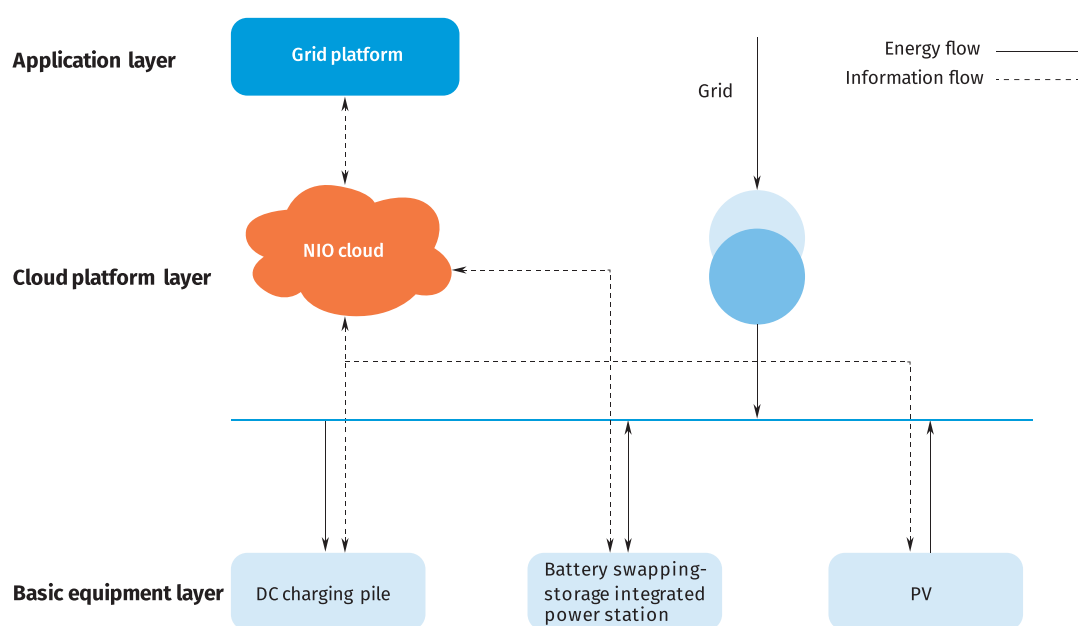 Application layer
Grid platform
Energy flow
Information flow
Grid
NIO cloud
Cloud platform layer
Basic equipment layer
DC charging pile
Battery swapping-
storage integrated
power station
PV